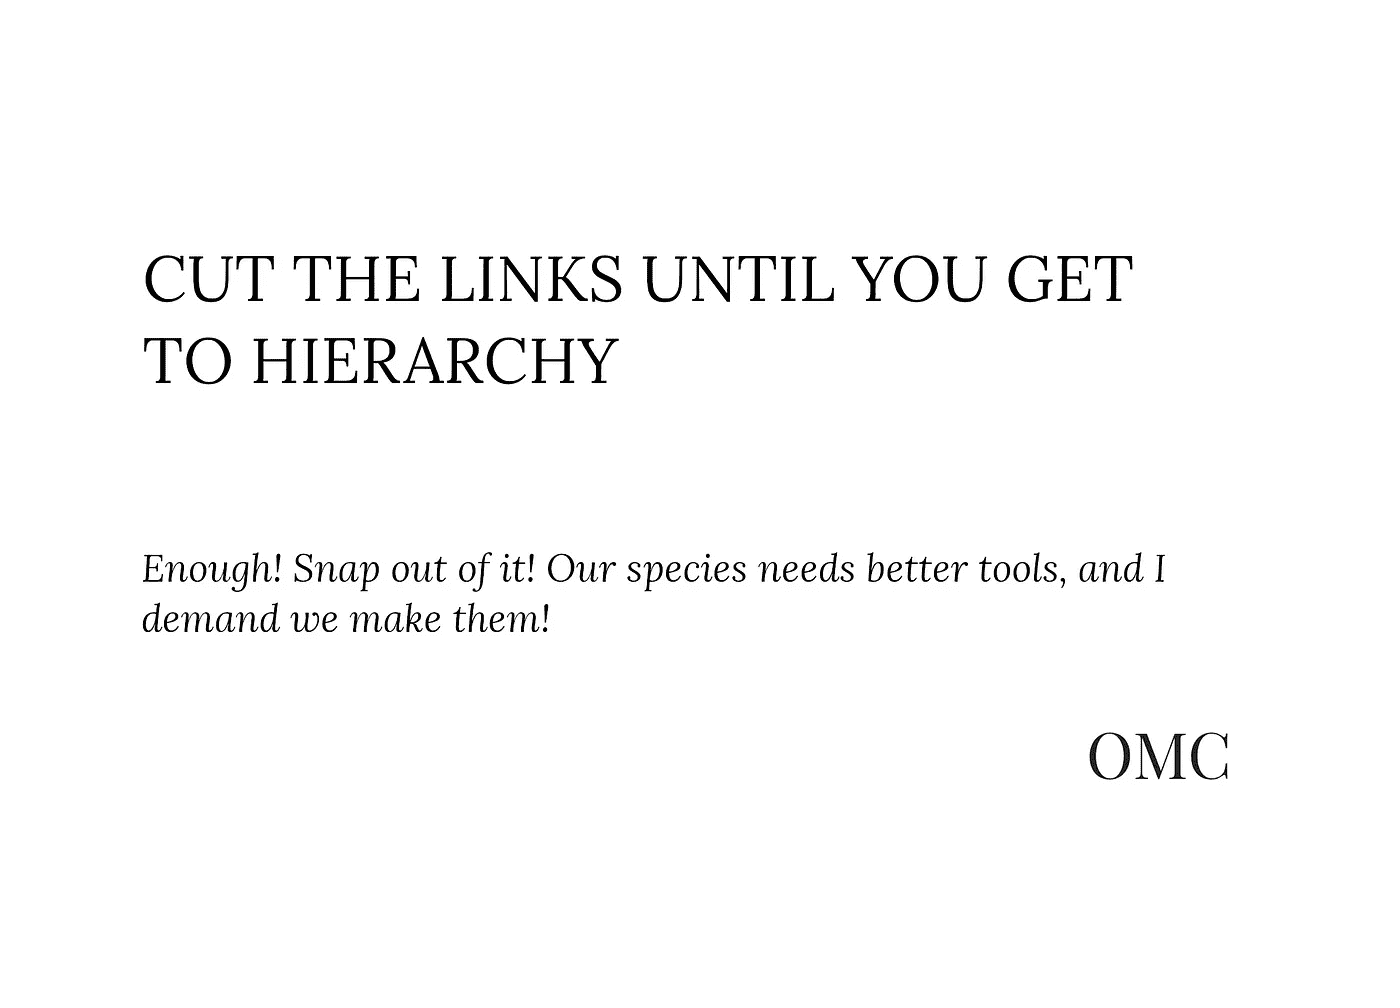 CUT THE LINKS UNTIL YOU GET
TO HIERARCHY
Enough! Snap out of it! Our species needs better tools, and I
demand we make them!
OMC